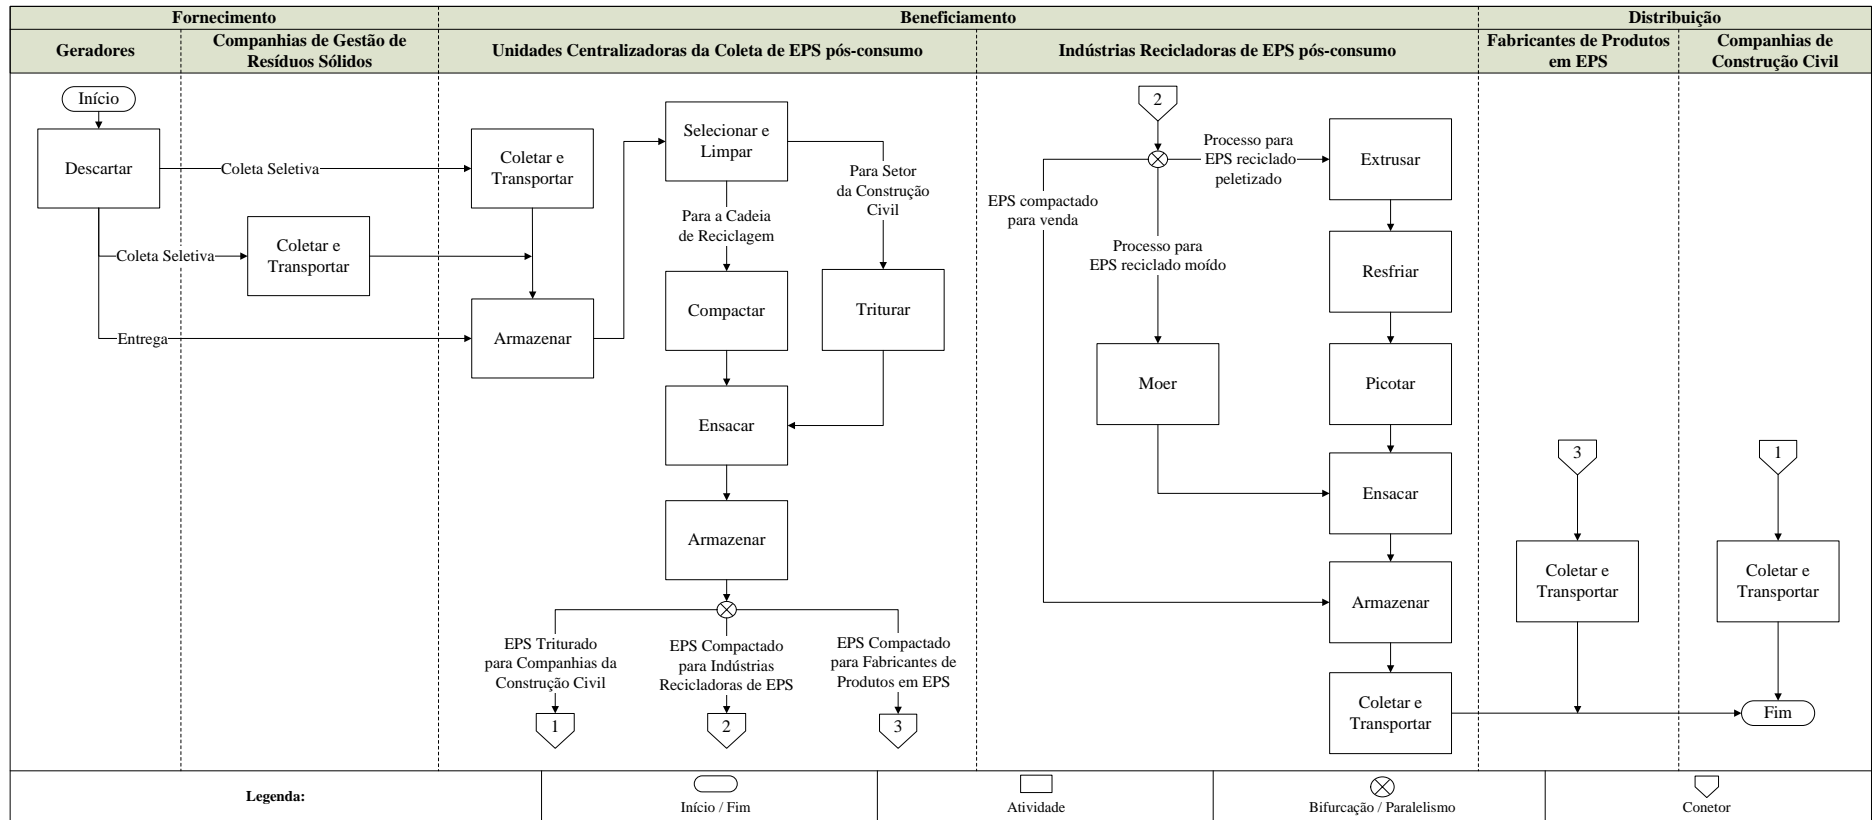 Fornecimento
Beneficiamento
Distribuição
Geradores
Companhias de Gestão de
Resíduos Sólidos
Unidades Centralizadoras da Coleta de EPS pós-consumo
Indústrias Recicladoras de EPS pós-consumo
Fabricantes de Produtos
em EPS
Companhias de
Construção Civil
Início
Descartar
Coleta Seletiva
Coleta Seletiva
Entrega
Coletar e
Transportar
Coletar e
Transportar
Armazenar
Selecionar e
Limpar
Para a Cadeia
de Reciclagem
Para Setor
da Construção
Civil
Compactar
Triturar
Ensacar
Armazenar
EPS Triturado
para Companhias da
Construção Civil
EPS Compactado
para Indústrias
Recicladoras de EPS
EPS Compactado
para Fabricantes de
Produtos em EPS
1
2
3
2
Processo para
EPS reciclado
peletizado
EPS compactado
para venda
Processo para
EPS reciclado moído
Moer
Extrusar
Resfriar
Picotar
Ensacar
Armazenar
Coletar e
Transportar
3
Coletar e
Transportar
1
Coletar e
Transportar
Fim
Legenda:
Início / Fim
Atividade
Bifurcação / Paralelismo
Conetor